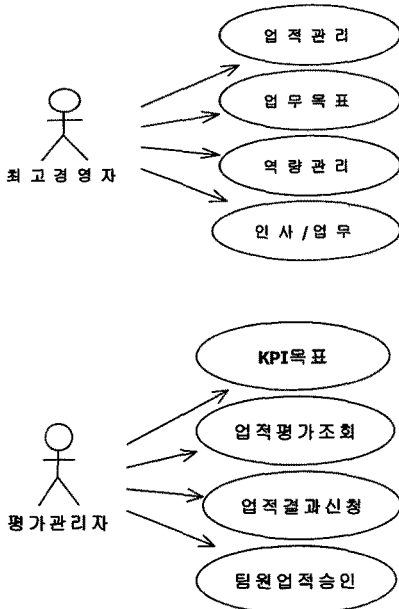 업적관리
업무목표
역량관리
최고경영자
인사/업무
KPI목표
업적평가조회
업적결과신청
평가관리자
팀원업적승인